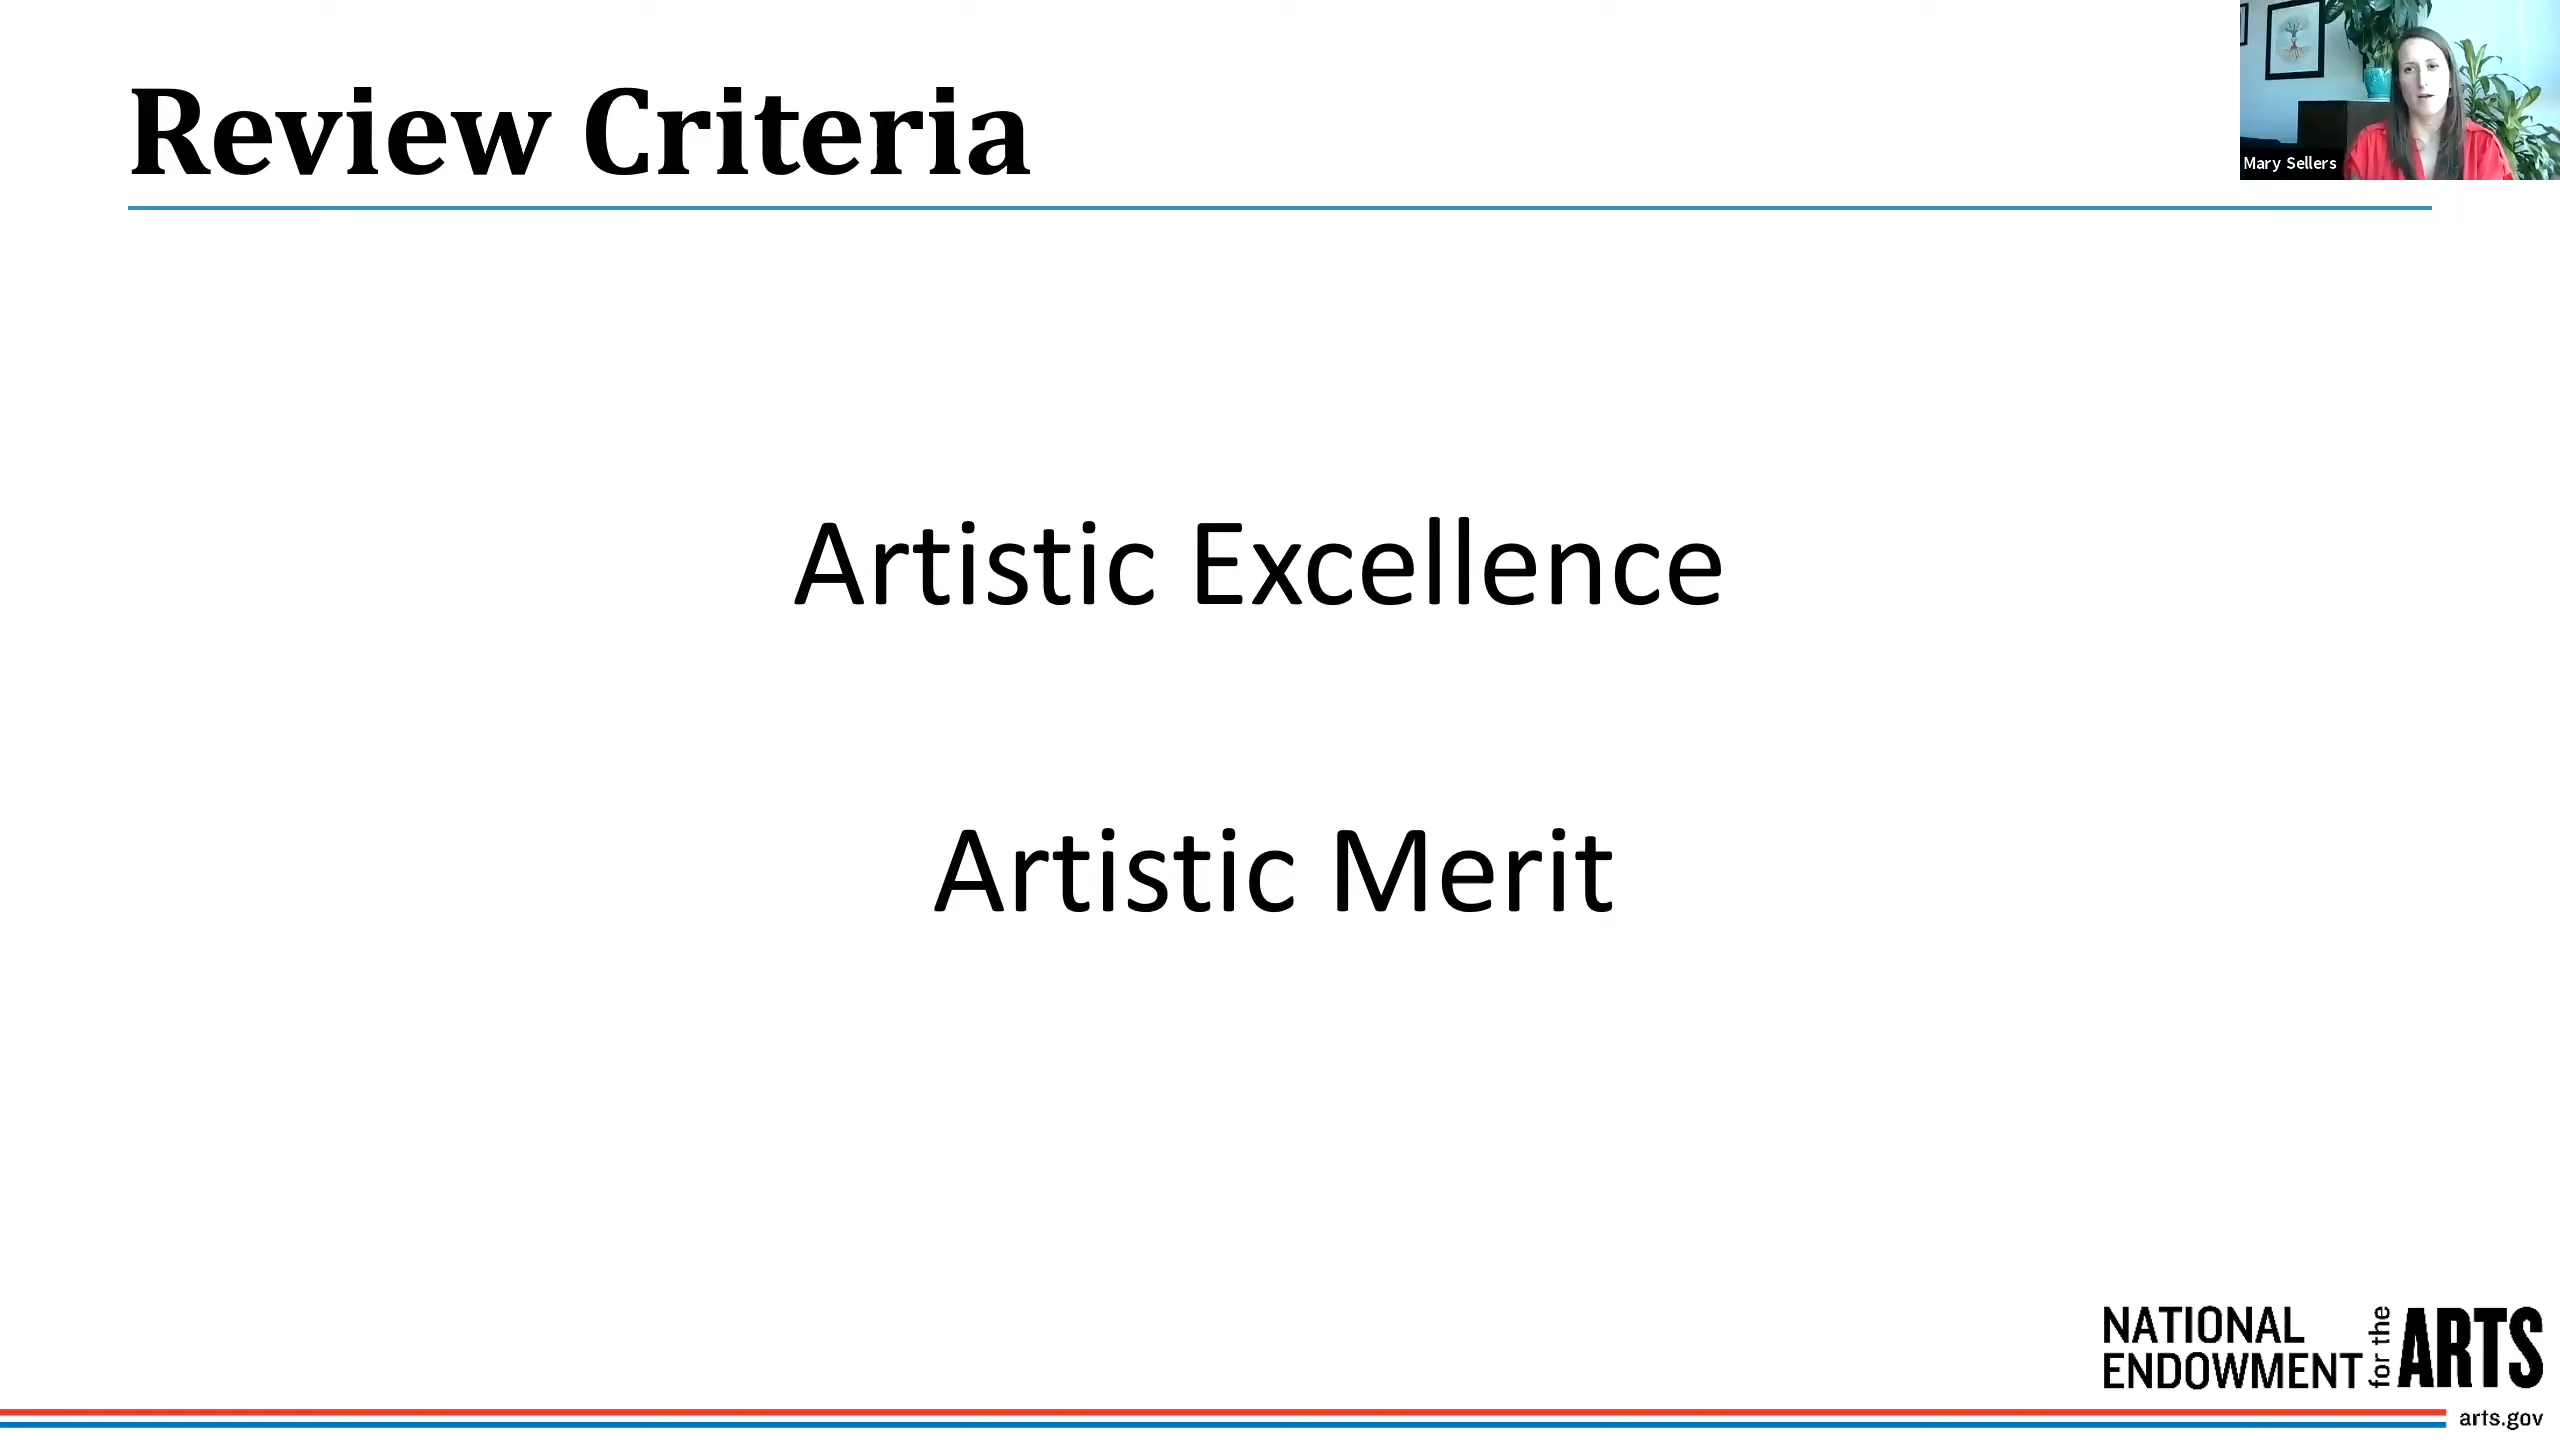 Review Criteria
Mary Sellers
Artistic Excellence
Artistic Merit
NATIONAL
ENDOWMENT
for the
ARTS
arts.gov